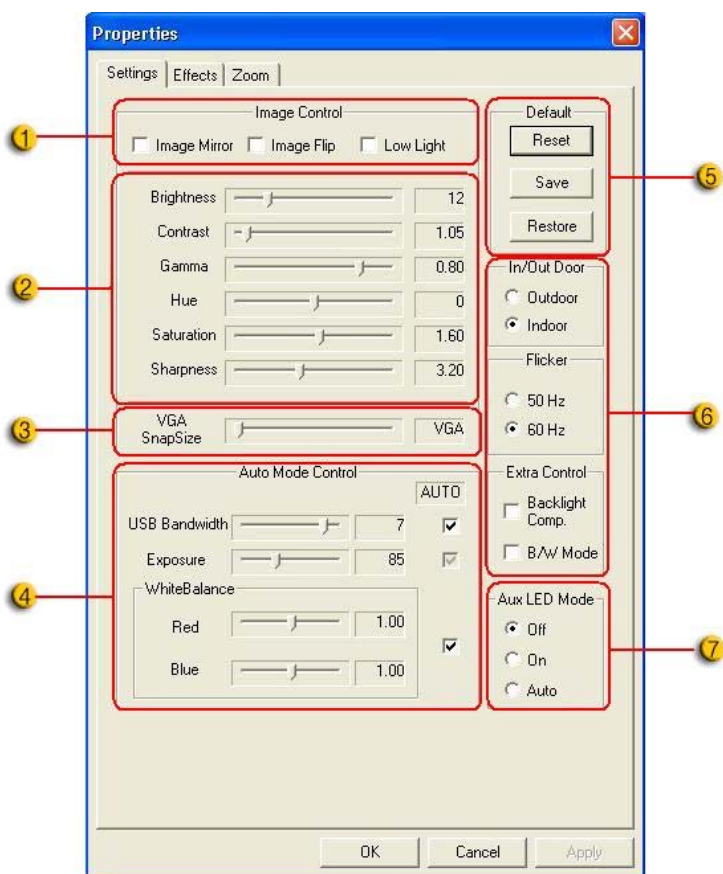 Properties
Settings Effects Zoom
Image Control
Image Mirror Image Flip Low Light
Brightness 12
Contrast 1.05
Gamma 0.80
Hue 0
Saturation 1.60
Sharpness 3.20
VGA
SnapSize VGA
Auto Mode Control
AUTO
USB Bandwidth 7
Exposure 85
WhiteBalance
Red 1.00
Blue 1.00
Default
Reset
Save
Restore
In/Out Door
Outdoor
Indoor
Flicker
50 Hz
60 Hz
Extra Control
Backlight
Comp.
B/W Mode
Aux LED Mode
Off
On
Auto
OK Cancel Apply
1
2
3
4
5
6
7